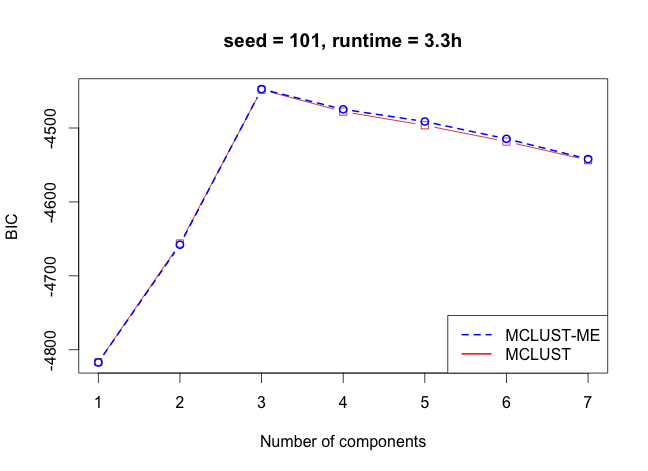 seed = 101, runtime = 3.3h
BIC
-4500
-4600
-4700
-4800
MCLUST-ME
MCLUST
1 2 3 4 5 6 7
Number of components